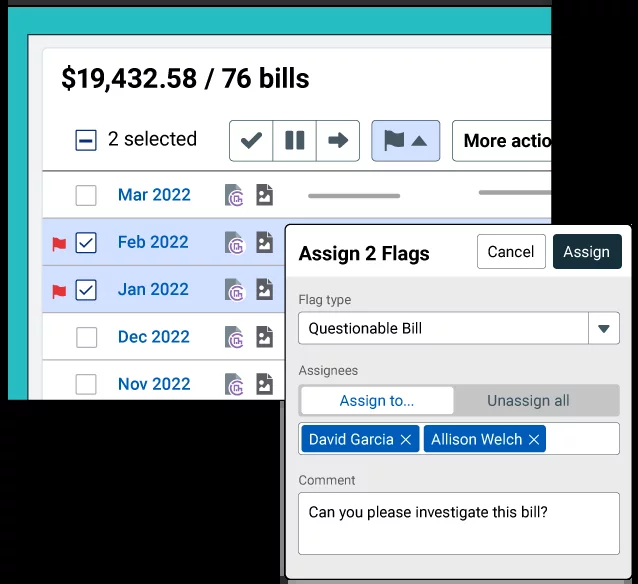 $19,432.58 / 76 bills
2 selected
More actio
Mar 2022
Feb 2022
Jan 2022
Dec 2022
Nov 2022
Assign 2 Flags
Cancel
Assign
Flag type
Questionable Bill
Assignees
Assign to...
Unassign all
David Garcia
Allison Welch
Comment
Can you please investigate this bill?